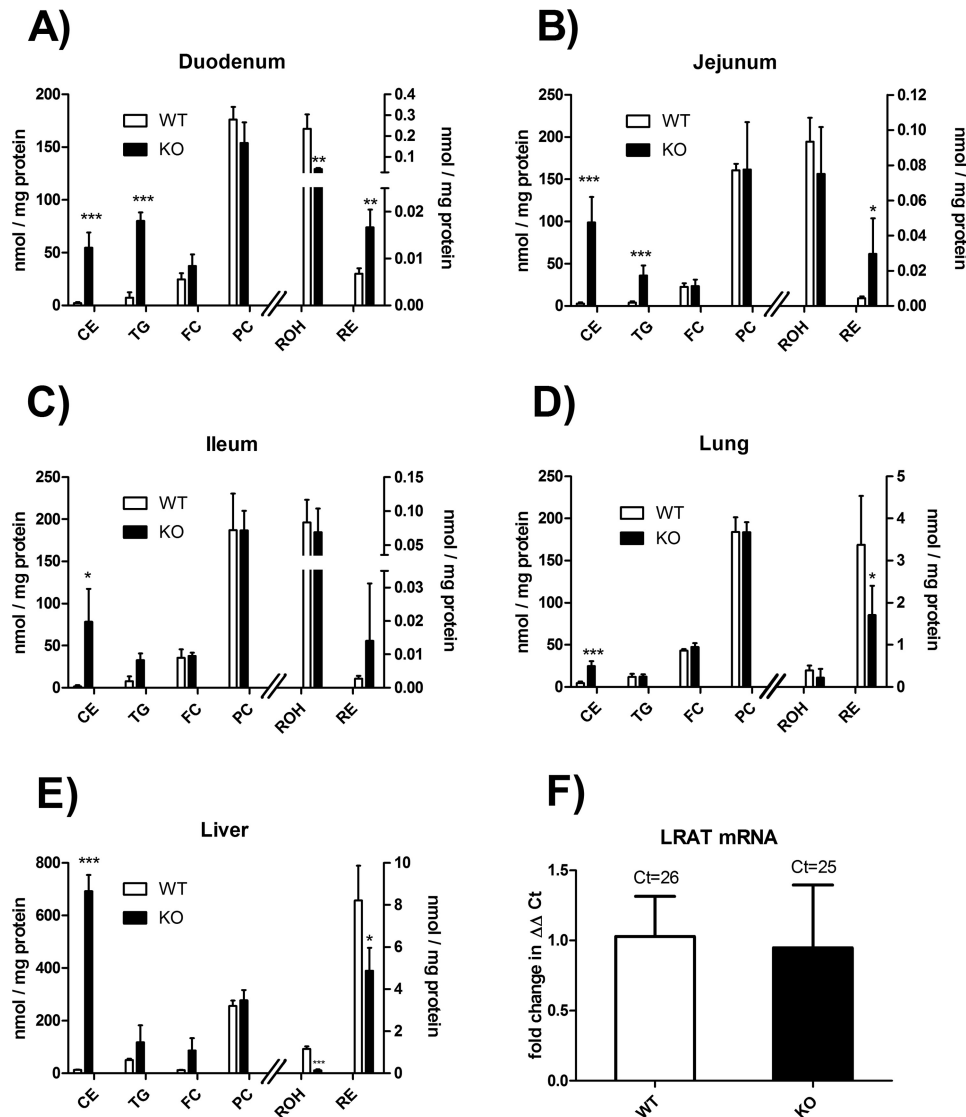 A)
Duodenum
nmol / mg protein
200
150
100
50
0
WT
KO
***
***
**
**
0.4
0.3
0.2
0.1
0.02
0.01
0.00
nmol / mg protein
CE TG FC PC ROH RE
B)
Jejunum
nmol / mg protein
250
200
150
100
50
0
WT
KO
***
***
*
0.12
0.10
0.08
0.06
0.04
0.02
0.00
nmol / mg protein
CE TG FC PC ROH RE
C)
Ileum
nmol / mg protein
250
200
150
100
50
0
WT
KO
*
0.15
0.10
0.05
0.03
0.02
0.01
0.00
nmol / mg protein
CE TG FC PC ROH RE
D)
Lung
nmol / mg protein
250
200
150
100
50
0
WT
KO
***
*
5
4
3
2
1
0
nmol / mg protein
CE TG FC PC ROH RE
E)
Liver
nmol / mg protein
800
600
400
200
0
WT
KO
***
***
*
10
8
6
4
2
0
nmol / mg protein
CE TG FC PC ROH RE
F)
LRAT mRNA
fold change in ΔΔ Ct
1.5
1.0
0.5
0.0
Ct=26
Ct=25
WT KO